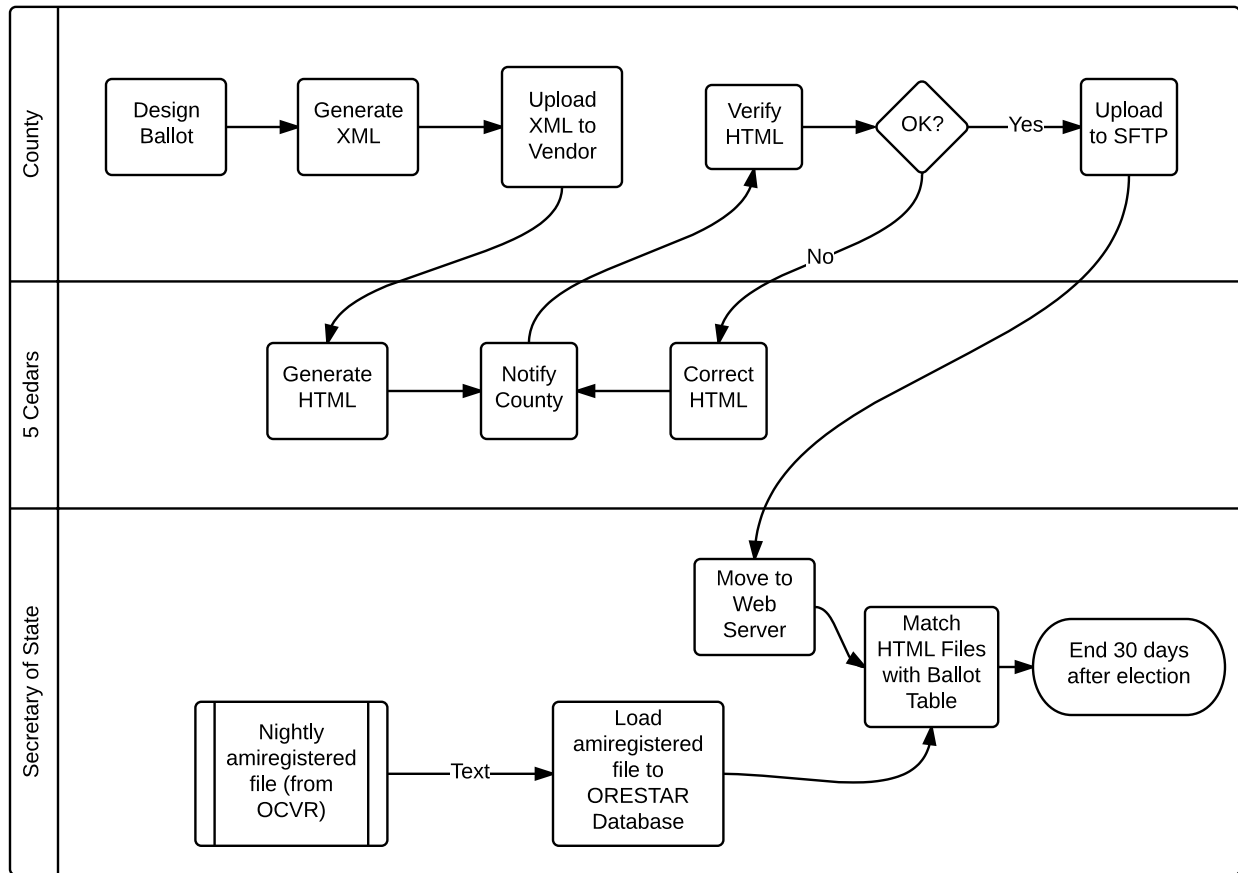 County
Design
Ballot
Generate
XML
Upload
XML to
Vendor
Verify
HTML
OK?
Yes
Upload
to SFTP
No
5 Cedars
Generate
HTML
Notify
County
Correct
HTML
Secretary of State
Move to
Web
Server
Match
HTML Files
with Ballot
Table
End 30 days
after election
Nightly
amiregistered
file (from
OCVR)
Text
Load
amiregistered
file to
ORESTAR
Database